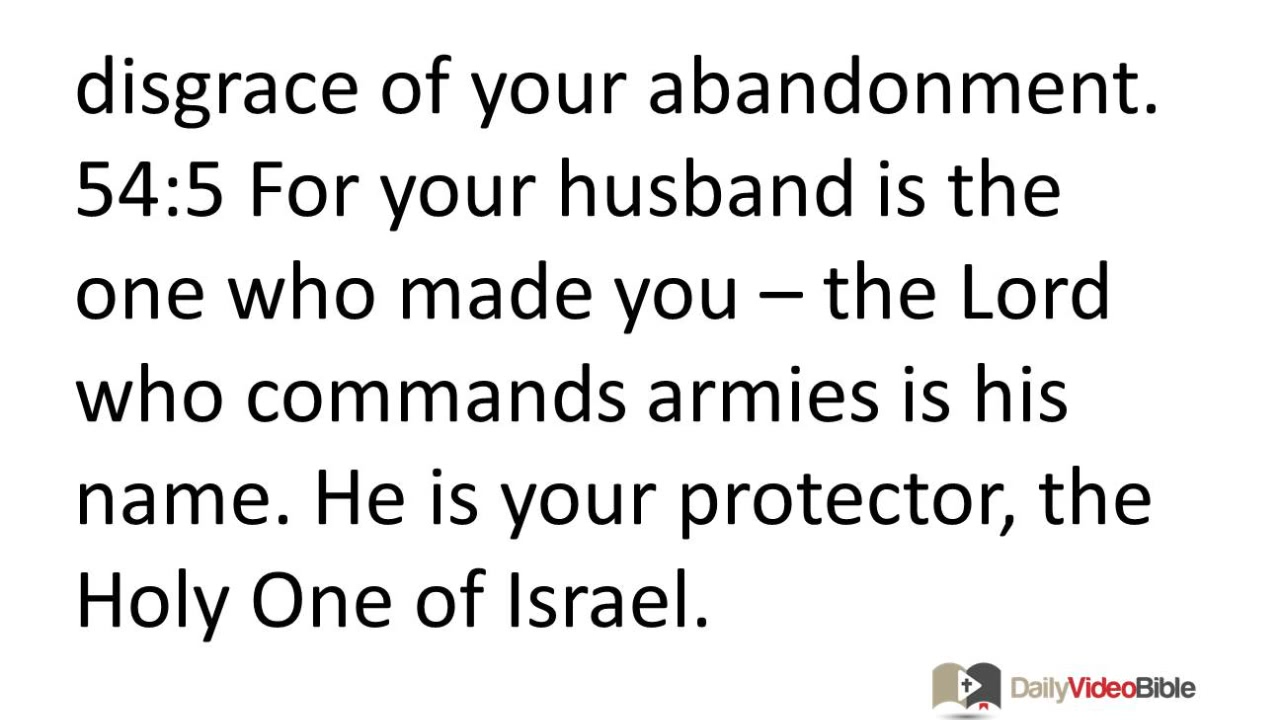 disgrace of your abandonment.
54:5 For your husband is the
one who made you – the Lord
who commands armies is his
name. He is your protector, the
Holy One of Israel.
DailyVideoBible